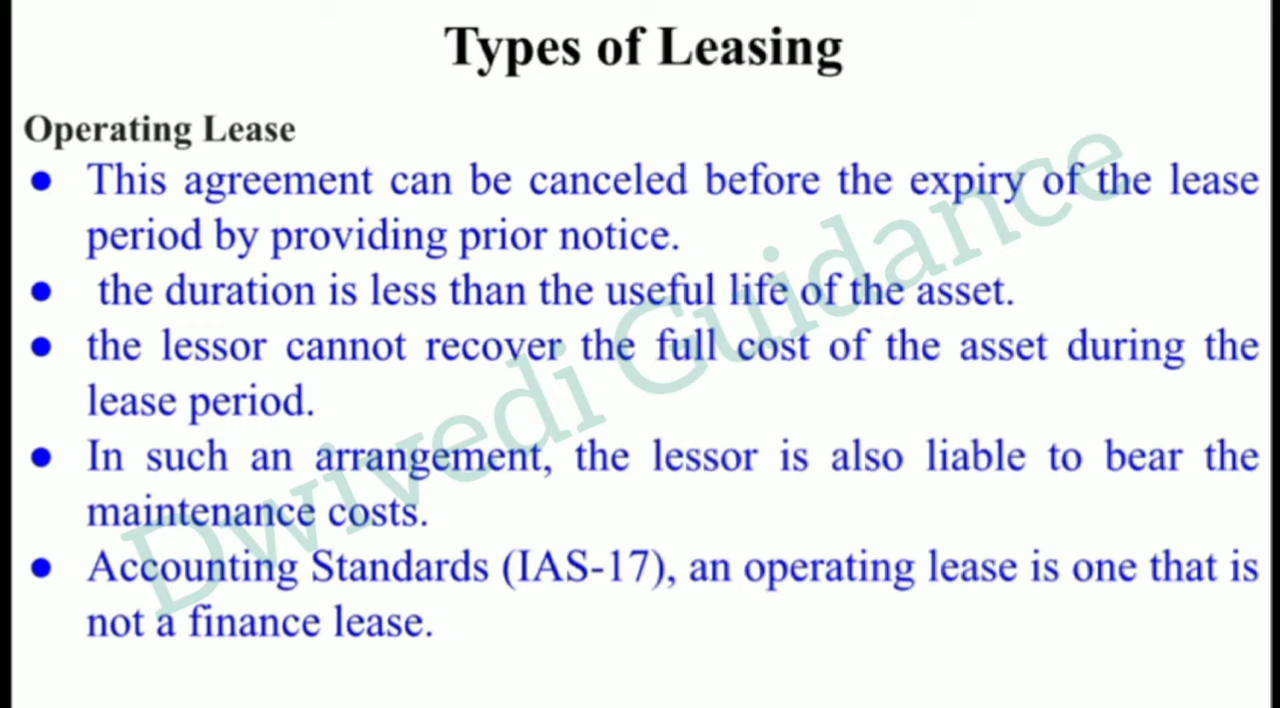 Types of Leasing
Operating Lease
● This agreement can be canceled before the expiry of the lease
period by providing prior notice.
● the duration is less than the useful life of the asset.
● the lessor cannot recover the full cost of the asset during the
lease period.
● In such an arrangement, the lessor is also liable to bear the
maintenance costs.
● Accounting Standards (IAS-17), an operating lease is one that is
not a finance lease.
Dwivedi Guidance